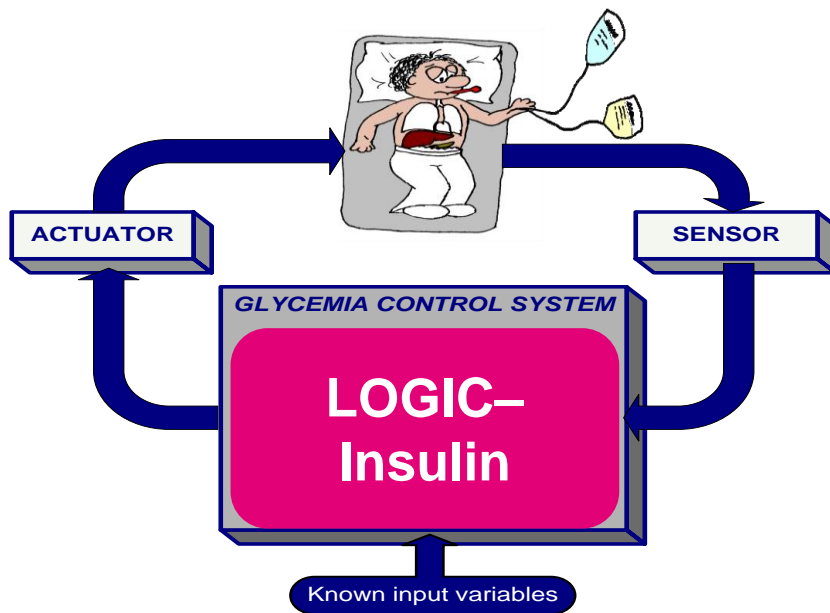 ACTUATOR
SENSOR
GLYCEMIA CONTROL SYSTEM
LOGIC–
Insulin
Known input variables